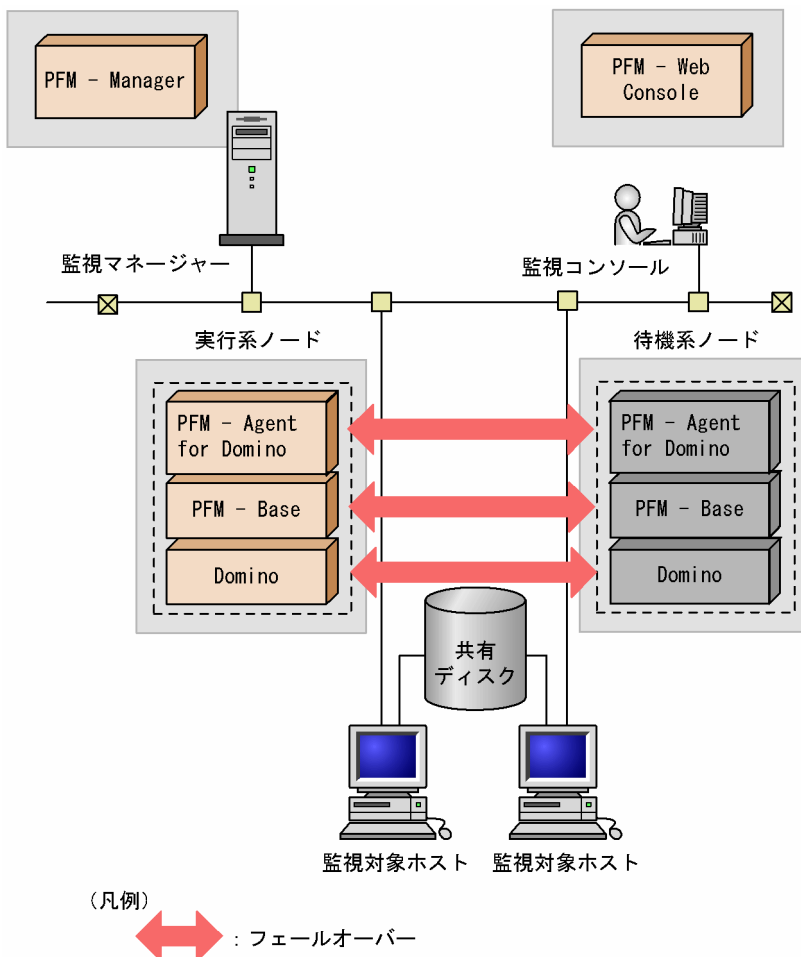 PFM - Manager
PFM - Web
Console
監視マネージャー
監視コンソール
実行系ノード
待機系ノード
PFM - Agent
for Domino
PFM - Base
Domino
PFM - Agent
for Domino
PFM - Base
Domino
共有
ディスク
監視対象ホスト
監視対象ホスト
(凡例)
: フェールオーバー